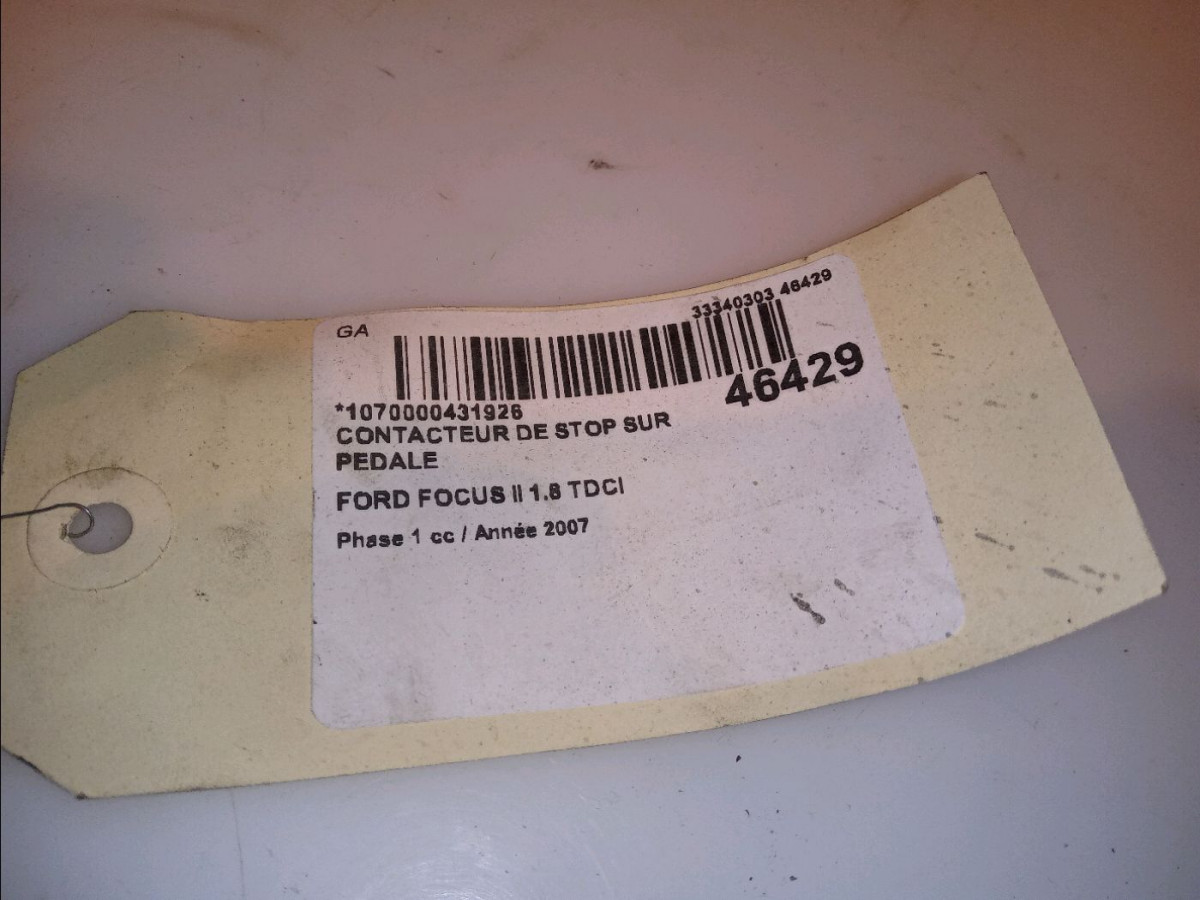 GA
33340303 46429
46429
*1070000431926
CONTACTEUR DE STOP SUR
PEDALE
FORD FOCUS II 1.8 TDCI
Phase 1 cc / Année 2007